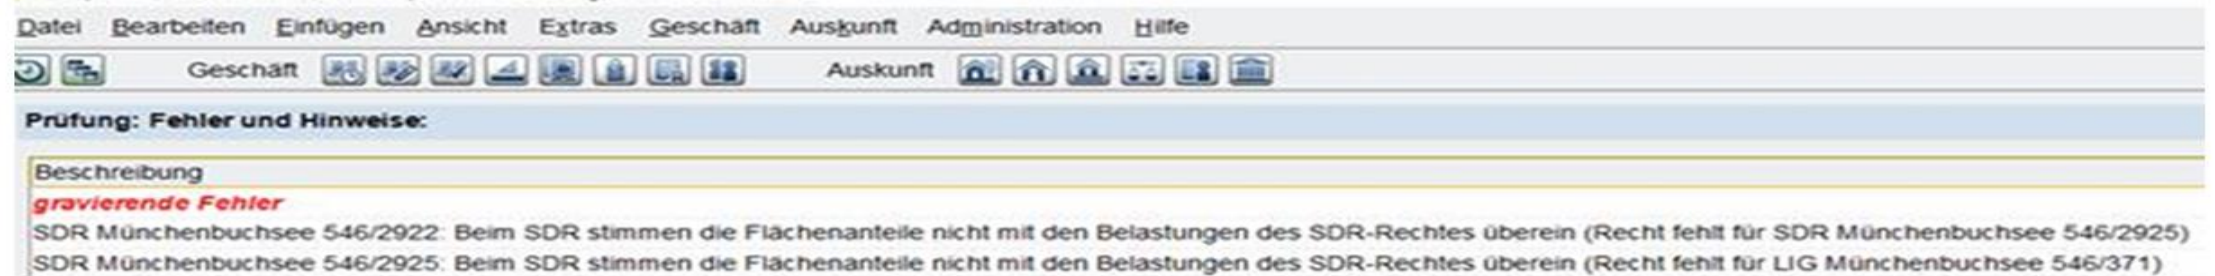 Datei Bearbeiten Einfügen Ansicht Extras Geschäft Auskunft Administration Hilfe
Geschäft Auskunft
Prüfung: Fehler und Hinweise:
Beschreibung
gravierende Fehler
SDR Münchenbuchsee 546/2922: Beim SDR stimmen die Flächenanteile nicht mit den Belastungen des SDR-Rechtes überein (Recht fehlt für SDR Münchenbuchsee 546/2925)
SDR Münchenbuchsee 546/2925: Beim SDR stimmen die Flächenanteile nicht mit den Belastungen des SDR-Rechtes überein (Recht fehlt für LIG Münchenbuchsee 546/371)